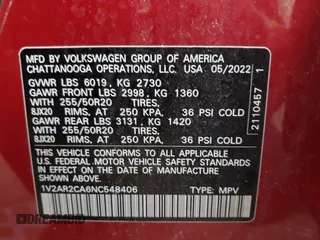 MFD. BY VOLKSWAGEN GROUP OF AMERICA
CHATTANOOGA OPERATIONS, LLC. USA 05/2022
GVWR LBS 6019, KG 2730
GAWR FRONT LBS 2998, KG 1360
WITH 255/50R20 TIRES.
8JX20 RIMS, AT 250 KPA, 36 PSI COLD
GAWR REAR LBS 3131, KG 1420
WITH 255/50R20 TIRES.
8JX20 RIMS, AT 250 KPA, 36 PSI COLD
THIS VEHICLE CONFORMS TO ALL APPLICABLE U.S.
FEDERAL MOTOR VEHICLE SAFETY STANDARDS
IN EFFECT ON THE DATE OF MANUFACTURE
SHOWN ABOVE.
1V2AR2CA6NC548406 TYPE: MPV
2110457 1